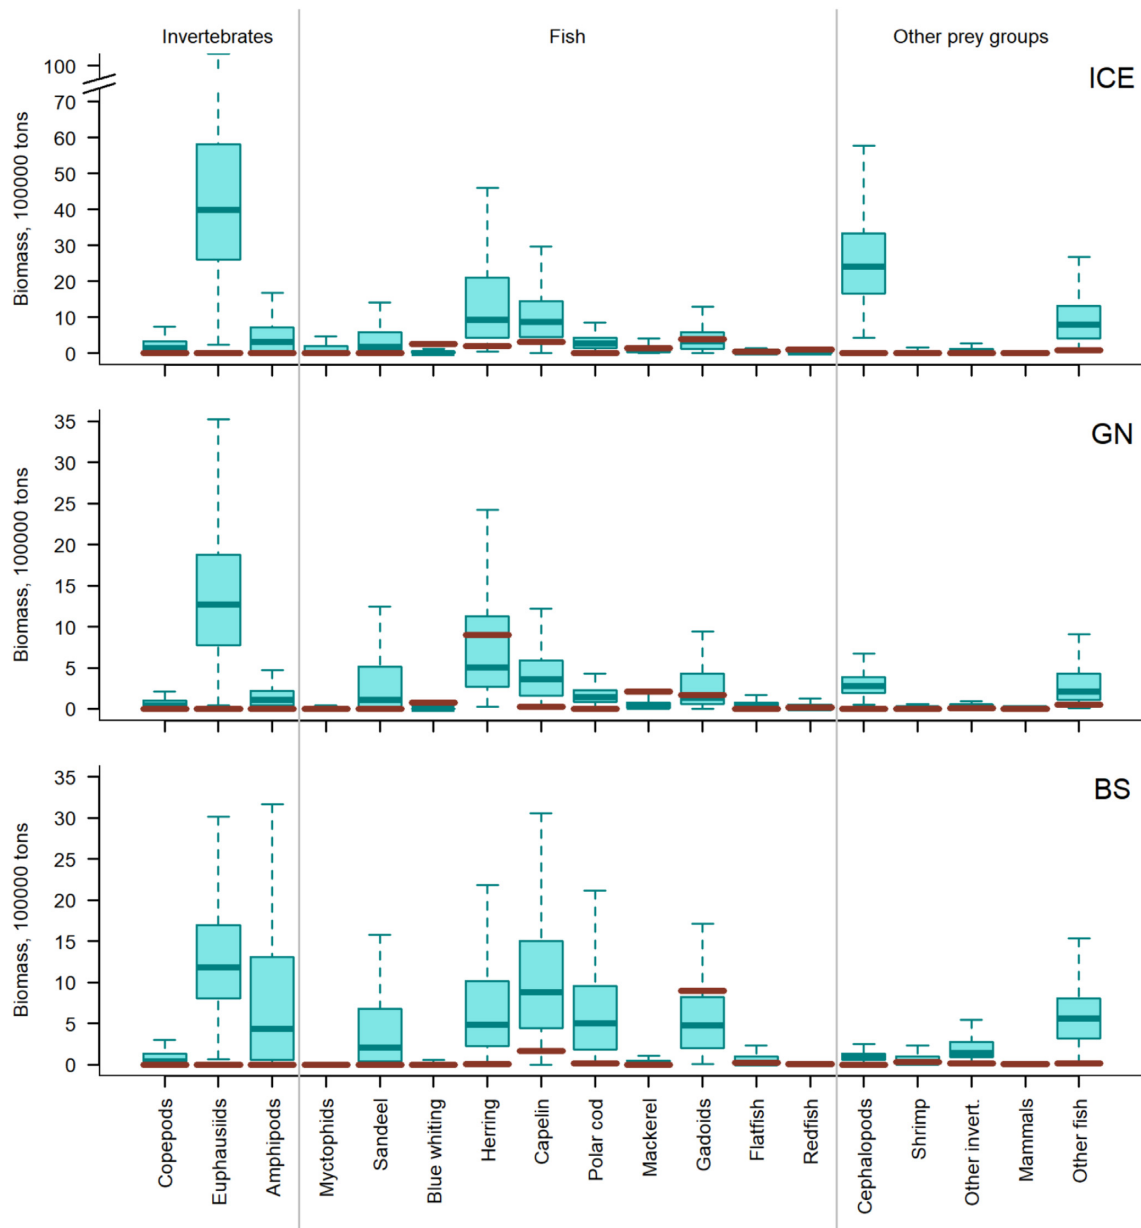 Invertebrates
Fish
Other prey groups
ICE
Biomass, 100000 tons
100
70
60
50
40
30
20
10
0
GN
Biomass, 100000 tons
35
30
25
20
15
10
5
0
BS
Biomass, 100000 tons
35
30
25
20
15
10
5
0
Copepods
Euphausiids
Amphipods
Myctophids
Sandeel
Blue whiting
Herring
Capelin
Polar cod
Mackerel
Gadoids
Flatfish
Redfish
Cephalopods
Shrimp
Other invert.
Mammals
Other fish